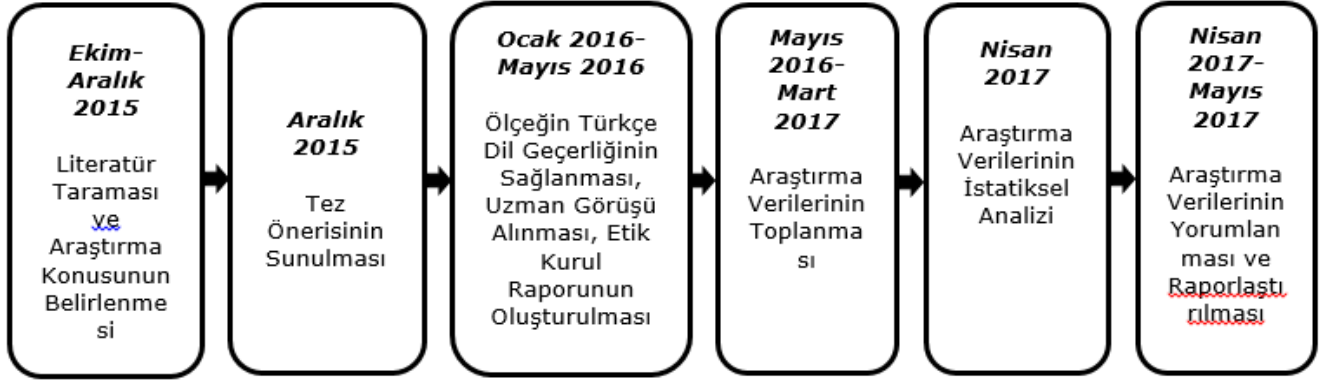 Ekim-
Aralık
2015
Literatür
Taraması
ve
Araştırma
Konusunun
Belirlenme
si
Aralık
2015
Tez
Önerisinin
Sunulması
Ocak 2016-
Mayıs 2016
Ölçeğin Türkçe
Dil Geçerliğinin
Sağlanması,
Uzman Görüşü
Alınması, Etik
Kurul
Raporunun
Oluşturulması
Mayıs
2016-
Mart
2017
Araştırma
Verilerinin
Toplanma
sı
Nisan
2017
Araştırma
Verilerinin
İstatiksel
Analizi
Nisan
2017-
Mayıs
2017
Araştırma
Verilerinin
Yorumlan
ması ve
Raporlaştı
rılması